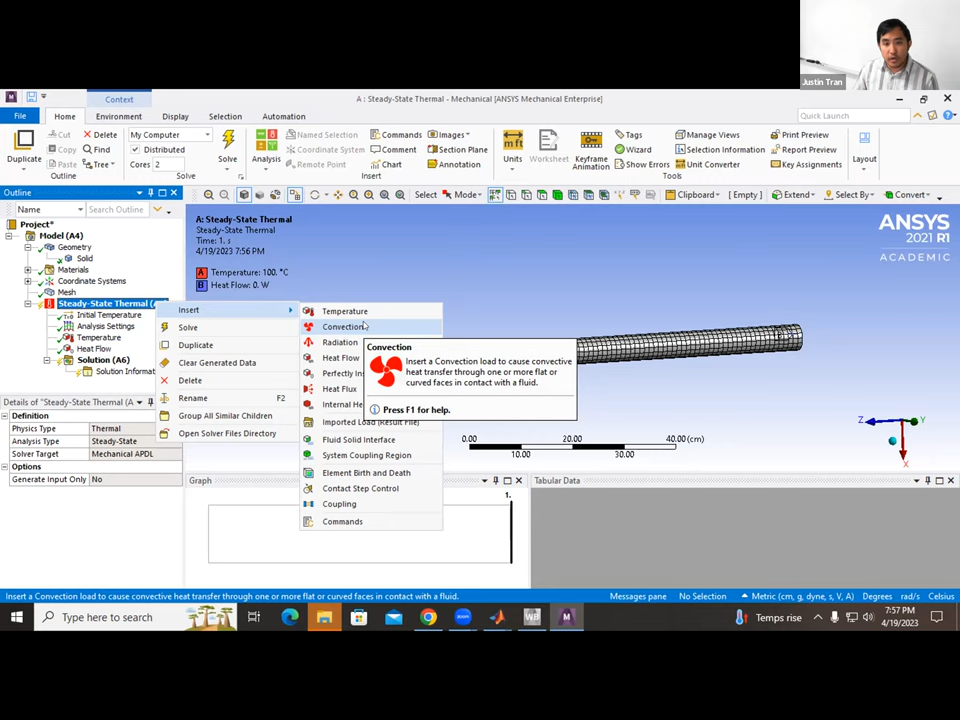 Justin Tran
Context
A : Steady-State Thermal - Mechanical [ANSYS Mechanical Enterprise]
File Home Environment Display Selection Automation
Quick Launch
Duplicate
Cut
Paste
Delete
Find
Tree
Outline
My Computer
Distributed
Cores 2
Solve
Solve
Analysis
Named Selection
Coordinate System
Remote Point
Commands
Comment
Chart
Images
Section Plane
Annotation
Insert
Units
Worksheet
Keyframe
Animation
Tags
Wizard
Show Errors
Manage Views
Selection Information
Unit Converter
Tools
Print Preview
Report Preview
Key Assignments
Layout
Outline
Select Mode
Clipboard [ Empty ] Extend Select By Convert
Name Search Outline
Project*
Model (A4)
Geometry
Solid
Materials
Coordinate Systems
Mesh
Steady-State Thermal (A
Initial Temperature
Analysis Settings
Temperature
Heat Flow
Solution (A6)
Solution Informat
A: Steady-State Thermal
Steady-State Thermal
Time: 1. s
4/19/2023 7:56 PM
A Temperature: 100. °C
B Heat Flow: 0. W
ANSYS
2021 R1
ACADEMIC
Insert
Solve
Duplicate
Clear Generated Data
Delete
Rename F2
Group All Similar Children
Open Solver Files Directory
Temperature
Convection
Radiation
Heat Flow
Perfectly Ins
Heat Flux
Internal He
Imported Load (Result File)
Fluid Solid Interface
System Coupling Region
Element Birth and Death
Contact Step Control
Coupling
Commands
Convection
Insert a Convection load to cause convective
heat transfer through one or more flat or
curved faces in contact with a fluid.
Press F1 for help.
Details of "Steady-State Thermal (A
Definition
Physics Type Thermal
Analysis Type Steady-State
Solver Target Mechanical APDL
Options
Generate Input Only No
0.00 20.00 40.00 (cm)
10.00 30.00
Z Y
X
Graph
1.
Tabular Data
Insert a Convection load to cause convective heat transfer through one or more flat or curved faces in contact with a fluid.
Messages pane No Selection Metric (cm, g, dyne, s, V, A) Degrees rad/s Celsius
Type here to search
WB
M
Temps rise
7:57 PM
4/19/2023